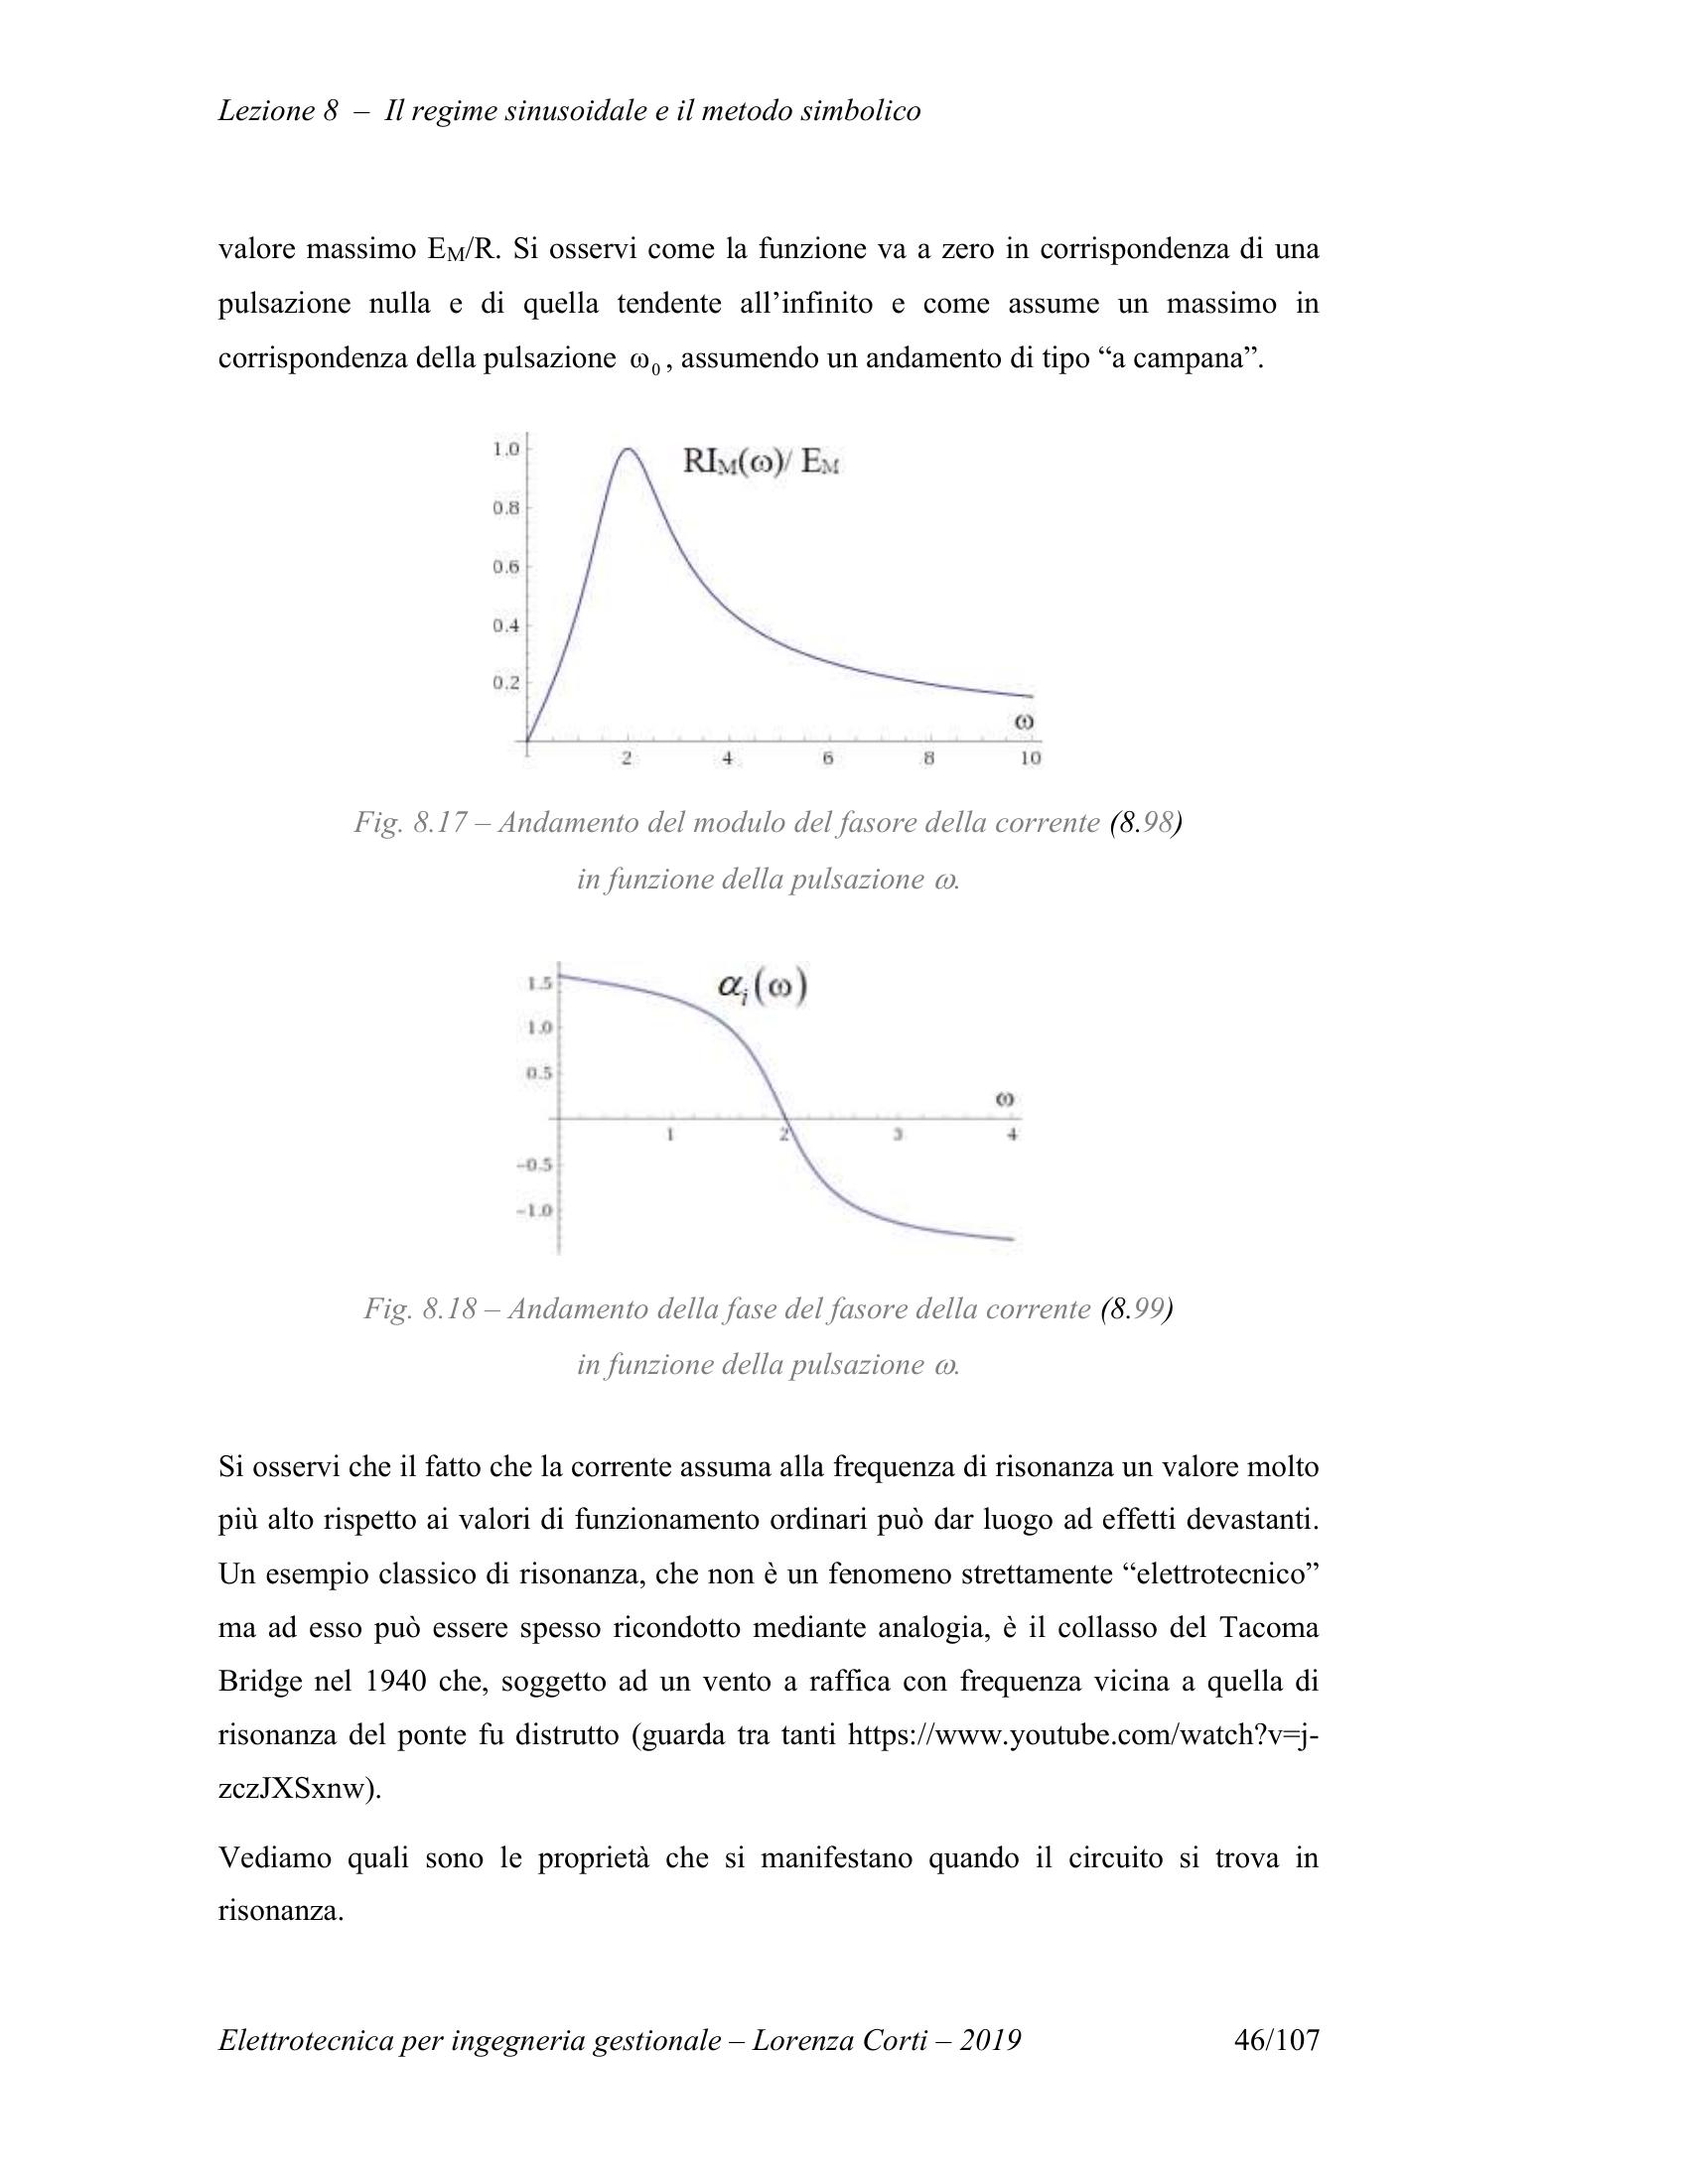 Lezione 8 – Il regime sinusoidale e il metodo simbolico
valore massimo EM/R. Si osservi come la funzione va a zero in corrispondenza di una
pulsazione nulla e di quella tendente all’infinito e come assume un massimo in
corrispondenza della pulsazione ω0, assumendo un andamento di tipo “a campana”.
RIM(ω)/ EM
1.0
0.8
0.6
0.4
0.2
ω
2 4 6 8 10
Fig. 8.17 – Andamento del modulo del fasore della corrente (8.98)
in funzione della pulsazione ω.
αi(ω)
1.5
1.0
0.5
ω
1 2 3 4
−0.5
−1.0
Fig. 8.18 – Andamento della fase del fasore della corrente (8.99)
in funzione della pulsazione ω.
Si osservi che il fatto che la corrente assuma alla frequenza di risonanza un valore molto
più alto rispetto ai valori di funzionamento ordinari può dar luogo ad effetti devastanti.
Un esempio classico di risonanza, che non è un fenomeno strettamente “elettrotecnico”
ma ad esso può essere spesso ricondotto mediante analogia, è il collasso del Tacoma
Bridge nel 1940 che, soggetto ad un vento a raffica con frequenza vicina a quella di
risonanza del ponte fu distrutto (guarda tra tanti https://www.youtube.com/watch?v=j-
zczJXSxnw).
Vediamo quali sono le proprietà che si manifestano quando il circuito si trova in
risonanza.
Elettrotecnica per ingegneria gestionale – Lorenza Corti – 2019 46/107